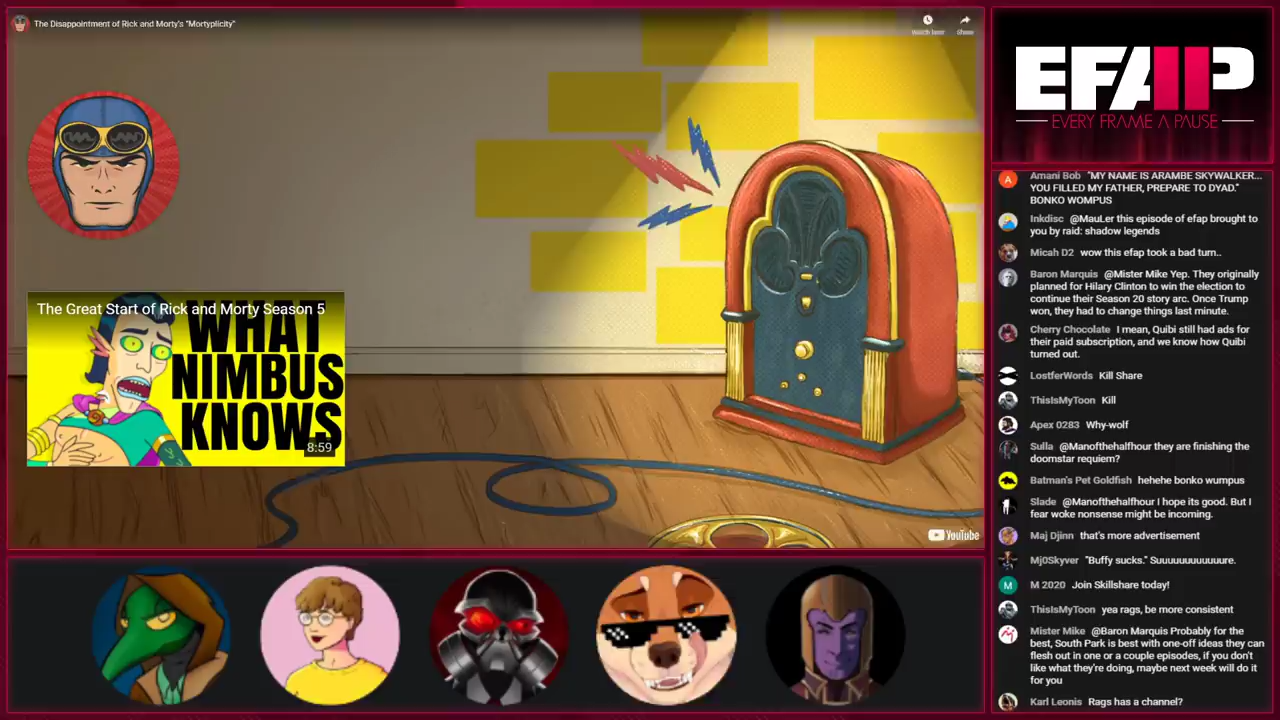 The Disappointment of Rick and Morty's "Mortyplicity"
Watch later
Share
The Great Start of Rick and Morty Season 5
WHAT
NIMBUS
KNOWS
8:59
YouTube
EFAP
EVERY FRAME A PAUSE
A
Amani Bob "MY NAME IS ARAMBE SKYWALKER...
YOU FILLED MY FATHER, PREPARE TO DYAD."
BONKO WOMPUS
Inkdisc @MauLer this episode of efap brought to
you by raid: shadow legends
Micah D2 wow this efap took a bad turn..
Baron Marquis @Mister Mike Yep. They originally
planned for Hilary Clinton to win the election to
continue their Season 20 story arc. Once Trump
won, they had to change things last minute.
Cherry Chocolate I mean, Quibi still had ads for
their paid subscription, and we know how Quibi
turned out.
LostferWords Kill Share
ThisIsMyToon Kill
Apex 0283 Why-wolf
Sulla @Manofthehalfhour they are finishing the
doomstar requiem?
Batman's Pet Goldfish hehehe bonko wumpus
Slade @Manofthehalfhour I hope its good. But I
fear woke nonsense might be incoming.
Maj Djinn that's more advertisement
Mj0Skyver "Buffy sucks." Suuuuuuuuuuure.
M
M 2020 Join Skillshare today!
ThisIsMyToon yea rags, be more consistent
Mister Mike @Baron Marquis Probably for the
best, South Park is best with one-off ideas they can
flesh out in one or a couple episodes, if you don't
like what they're doing, maybe next week will do it
for you
Karl Leonis Rags has a channel?